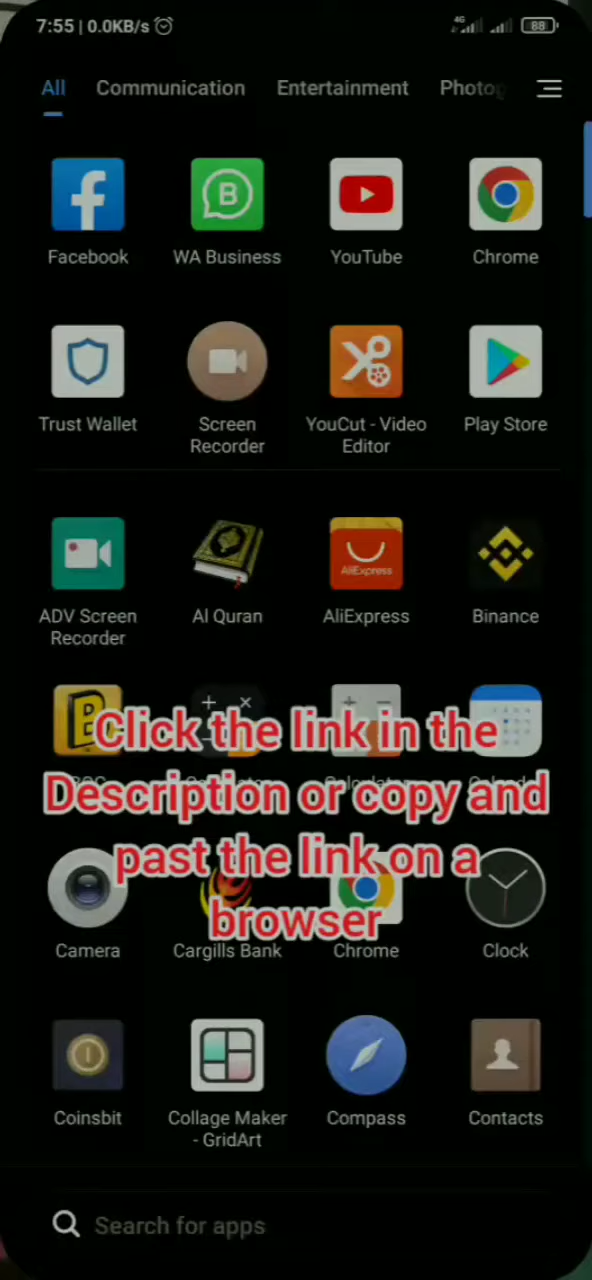 7:55 | 0.0KB/s
4G
88
All Communication Entertainment Photog
Facebook WA Business YouTube Chrome
Trust Wallet Screen Recorder YouCut - Video Editor Play Store
ADV Screen Recorder Al Quran AliExpress Binance
AliExpress
B
Click the link in the
Description or copy and
past the link on a
browser
Camera Cargills Bank Chrome Clock
Coinsbit Collage Maker - GridArt Compass Contacts
Search for apps